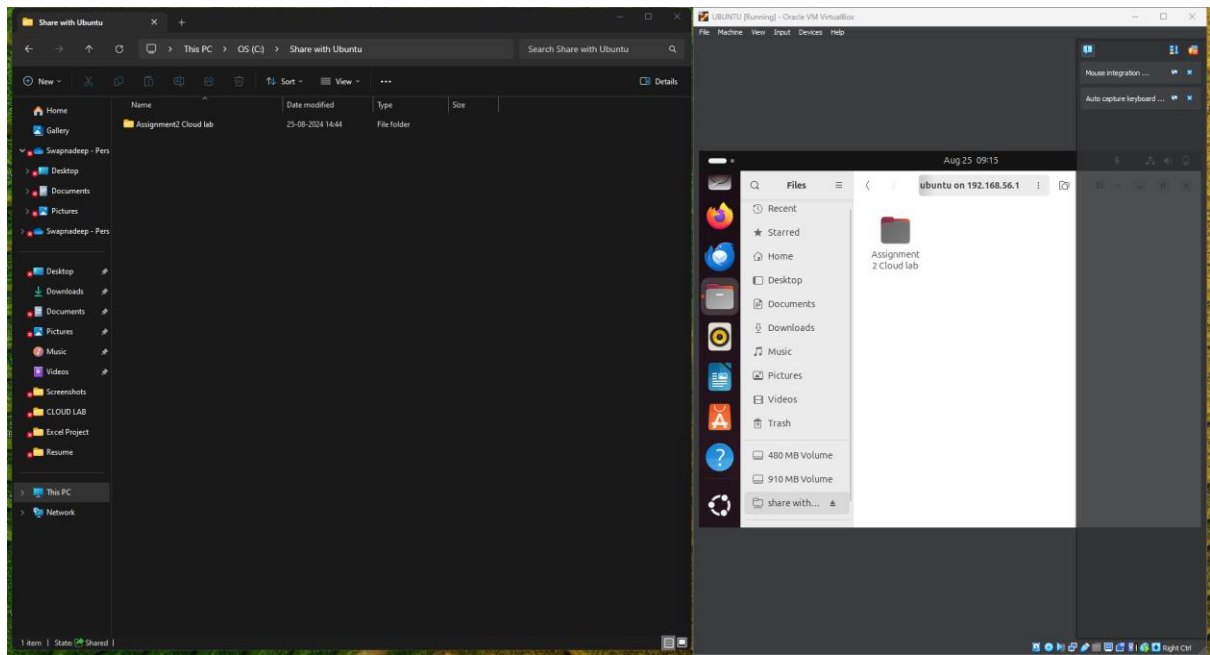 Share with Ubuntu
This PC > OS (C:) > Share with Ubuntu
Search Share with Ubuntu
New
Sort
View
Details
Name
Date modified
Type
Size
Assignment2 Cloud lab
25-08-2024 14:44
File folder
Home
Gallery
Swapnadeep - Pers
Desktop
Documents
Pictures
Swapnadeep - Pers
Desktop
Downloads
Documents
Pictures
Music
Videos
Screenshots
CLOUD LAB
Excel Project
Resume
This PC
Network
1 item | State: Shared
UBUNTU [Running] - Oracle VM VirtualBox
File Machine View Input Devices Help
Mouse integration ...
Auto capture keyboard ...
Aug 25 09:15
Files
ubuntu on 192.168.56.1
Recent
Starred
Home
Desktop
Documents
Downloads
Music
Pictures
Videos
Trash
480 MB Volume
910 MB Volume
share with...
Assignment
2 Cloud lab
Right Ctrl